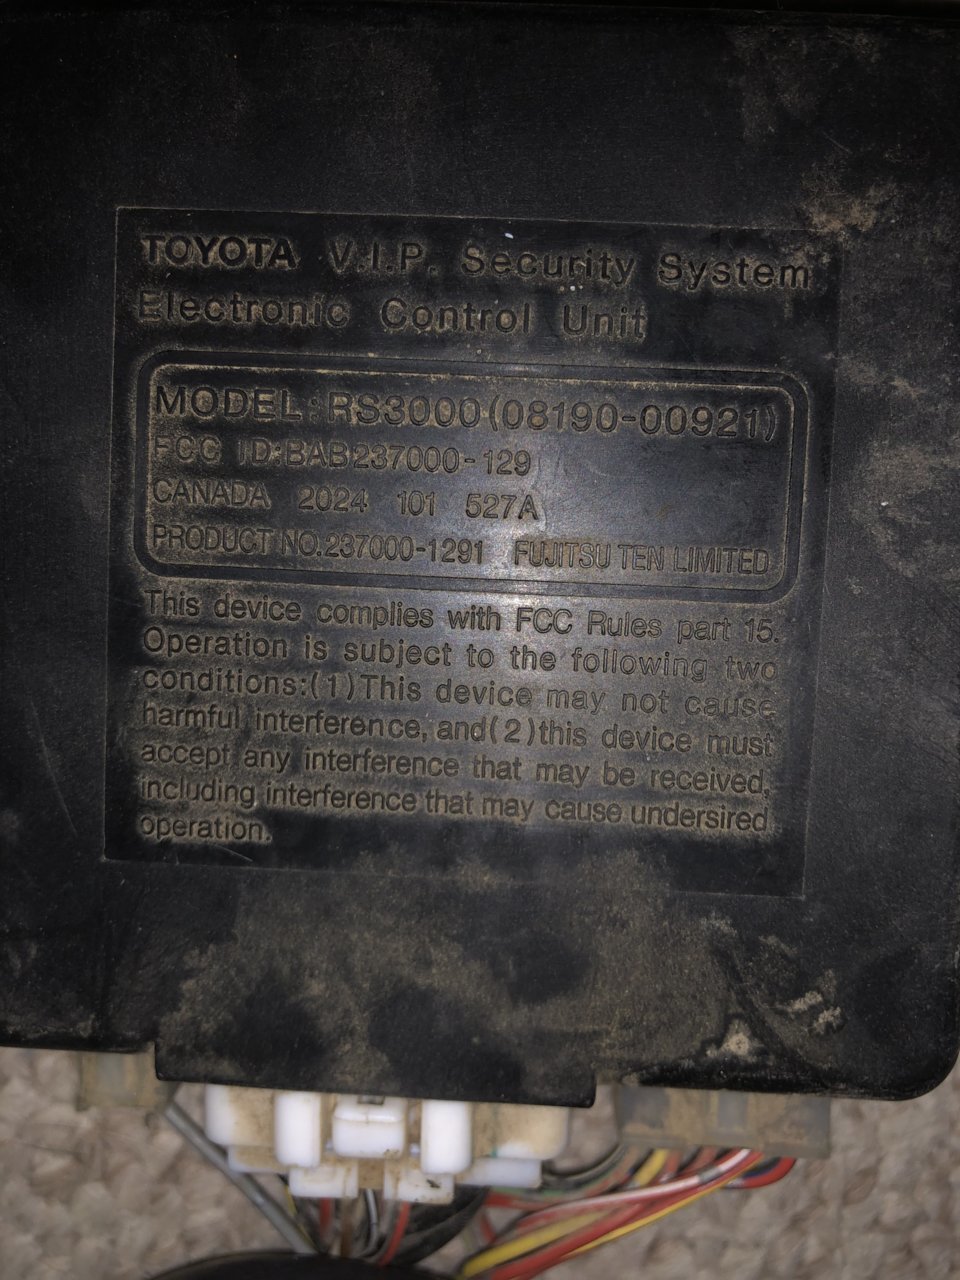 TOYOTA V.I.P. Security System
Electronic Control Unit
MODEL: RS3000(08190-00921)
FCC ID:BAB237000-129
CANADA 2024 101 527A
PRODUCT NO.237000-1291 FUJITSU TEN LIMITED
This device complies with FCC Rules part 15.
Operation is subject to the following two
conditions:(1)This device may not cause
harmful interference, and(2)this device must
accept any interference that may be received,
including interference that may cause undersired
operation.